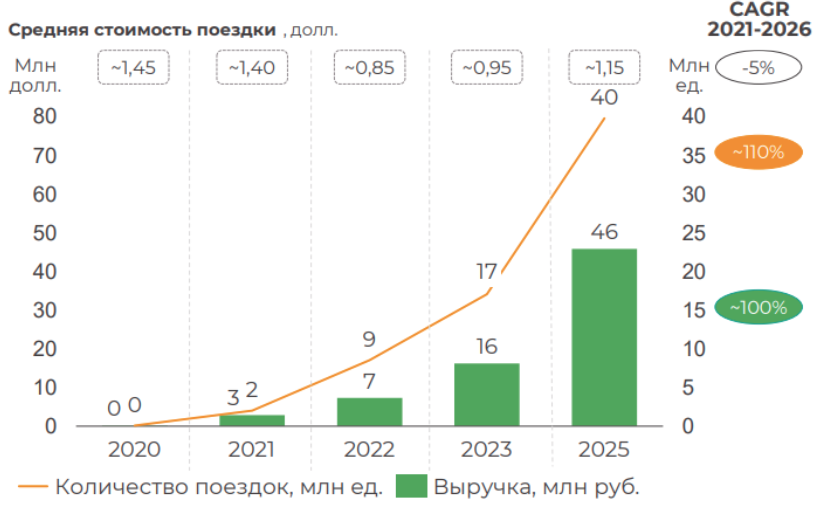 CAGR
2021-2026
Средняя стоимость поездки , долл.
Млн
долл.
~1,45 ~1,40 ~0,85 ~0,95 ~1,15
Млн
ед.
-5%
40
80 40
70 35 ~110%
60 30
50 25
46
40 20
17
30 15 ~100%
20 10
9 16
7
10 5
3 2
0 0
0 0
2020 2021 2022 2023 2025
Количество поездок, млн ед. Выручка, млн руб.